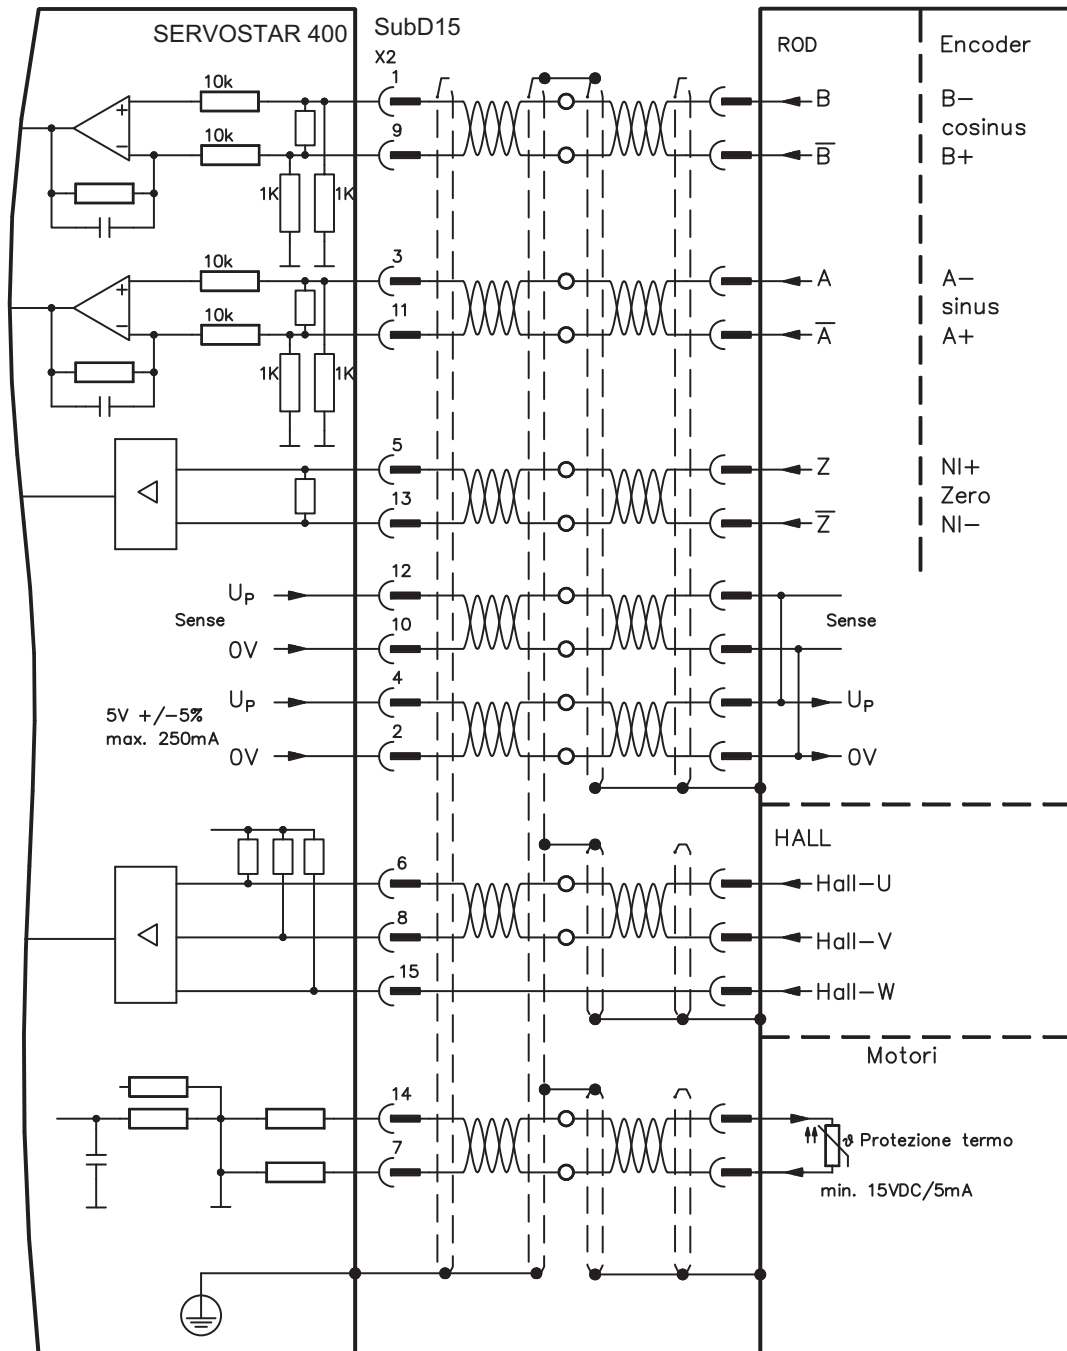 SERVOSTAR 400
SubD15
X2
ROD
Encoder
10k
1
B
B−
cosinus
10k
9
B̅
B+
1K
1K
10k
3
A
A−
sinus
10k
11
A̅
A+
1K
1K
5
Z
NI+
Zero
13
Z̅
NI−
UP
12
Sense
Sense
0V
10
UP
4
UP
5V +/−5%
max. 250mA
0V
2
0V
HALL
6
Hall−U
8
Hall−V
15
Hall−W
Motori
14
ϑ Protezione termo
7
min. 15VDC/5mA